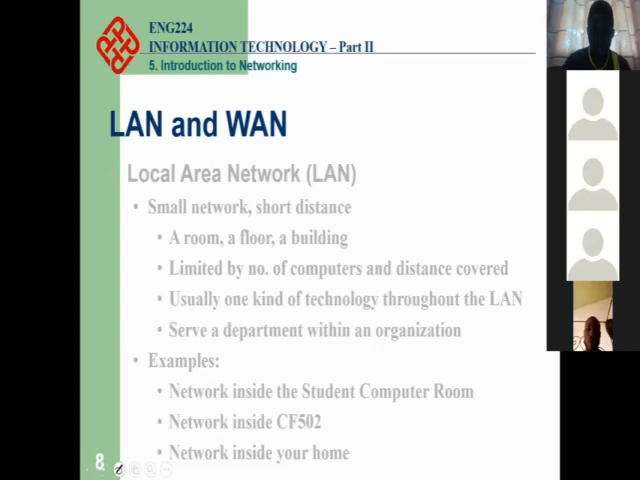 ENG224
INFORMATION TECHNOLOGY – Part II
5. Introduction to Networking
LAN and WAN
Local Area Network (LAN)
• Small network, short distance
• A room, a floor, a building
• Limited by no. of computers and distance covered
• Usually one kind of technology throughout the LAN
• Serve a department within an organization
• Examples:
• Network inside the Student Computer Room
• Network inside CF502
• Network inside your home
8